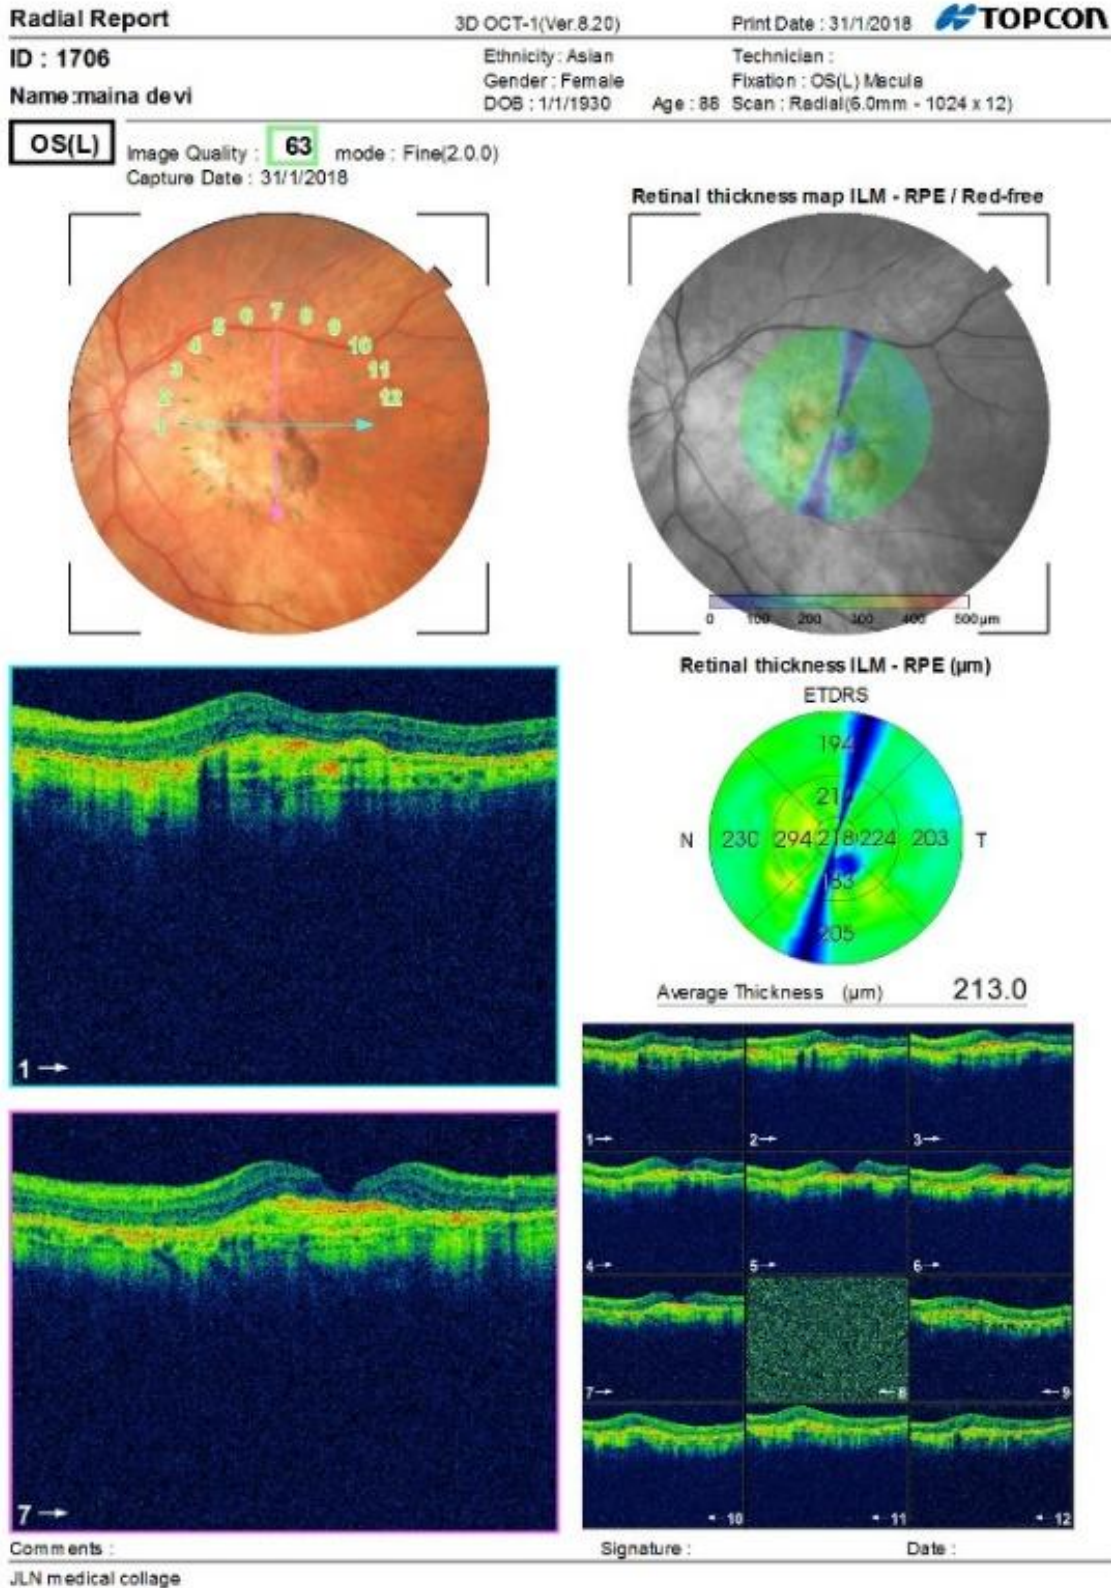 Radial Report
3D OCT-1(Ver.8.20)
Print Date : 31/1/2018
TOPCON
ID : 1706
Ethnicity : Asian
Technician :
Name :maina devi
Gender : Female
Fixation : OS(L) Macula
DOB : 1/1/1930
Age : 88
Scan : Radial(6.0mm - 1024 x 12)
OS(L)
Image Quality : 63 mode : Fine(2.0.0)
Capture Date : 31/1/2018
Retinal thickness map ILM - RPE / Red-free
1 2 3 4 5 6 7 8 9 10 11 12
0 100 200 300 400 500μm
Retinal thickness ILM - RPE (μm)
ETDRS
194
N 230 294 218 224 203 T
205
Average Thickness (μm) 213.0
1
7
1 2 3
4 5 6
7 8 9
10 11 12
Comments :
Signature :
Date :
JLN medical collage